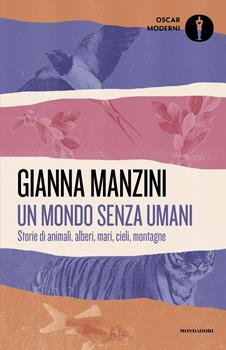 OSCAR
MODERNI
GIANNA MANZINI
UN MONDO SENZA UMANI
Storie di animali, alberi, mari, cieli, montagne
MONDADORI